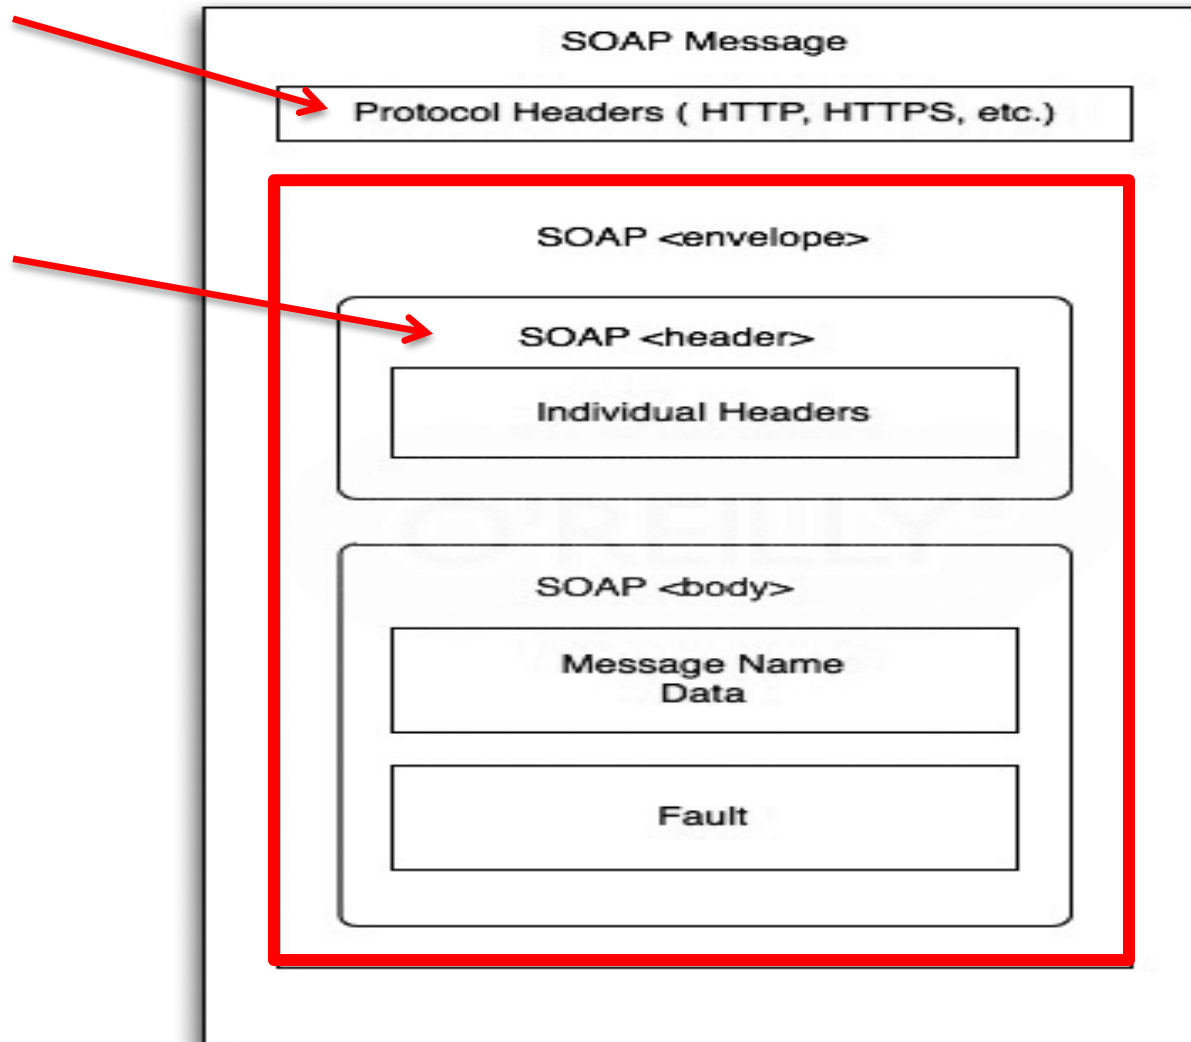 SOAP Message
Protocol Headers ( HTTP, HTTPS, etc.)
SOAP <envelope>
SOAP <header>
Individual Headers
O'REILLY®
SOAP <body>
Message Name
Data
Fault